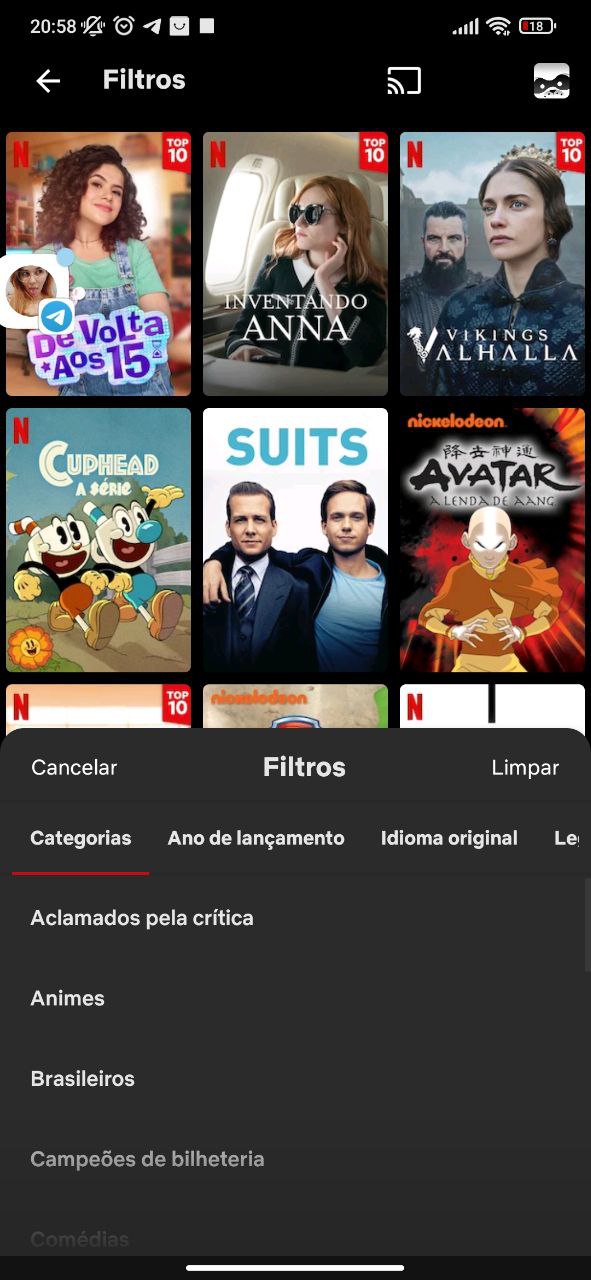 20:58
18
Filtros
N
TOP
10
DE VOLTA
AOS 15
N
TOP
10
INVENTANDO
ANNA
N
TOP
10
VIKINGS
VALHALLA
N
CUPHEAD
A SÉRIE
SUITS
nickelodeon
降去神通
AVATAR
A LENDA DE AANG
N
TOP
10
nickelodeon
N
Cancelar
Filtros
Limpar
Categorias
Ano de lançamento
Idioma original
Le
Aclamados pela crítica
Animes
Brasileiros
Campeões de bilheteria
Comédias